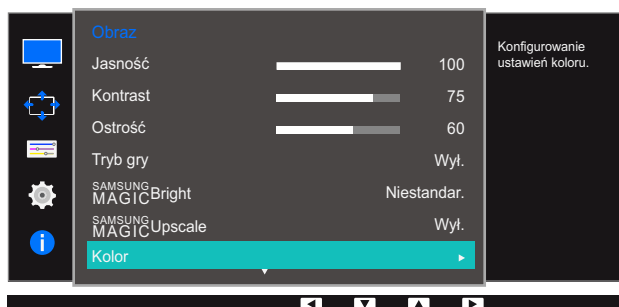 Obraz
Jasność 100
Kontrast 75
Ostrość 60
Tryb gry Wył.
SAMSUNG MAGIC Bright Niestandar.
SAMSUNG MAGIC Upscale Wył.
Kolor
Konfigurowanie
ustawień koloru.